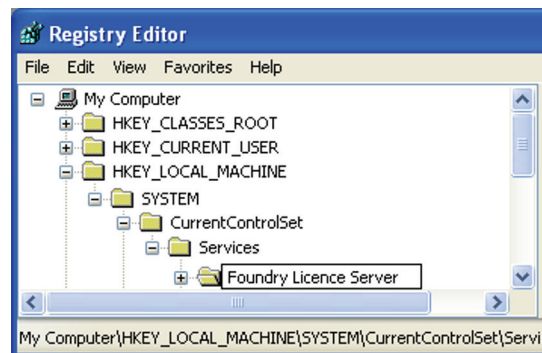 Registry Editor
File Edit View Favorites Help
My Computer
HKEY_CLASSES_ROOT
HKEY_CURRENT_USER
HKEY_LOCAL_MACHINE
SYSTEM
CurrentControlSet
Services
Foundry Licence Server
My Computer\HKEY_LOCAL_MACHINE\SYSTEM\CurrentControlSet\Servi